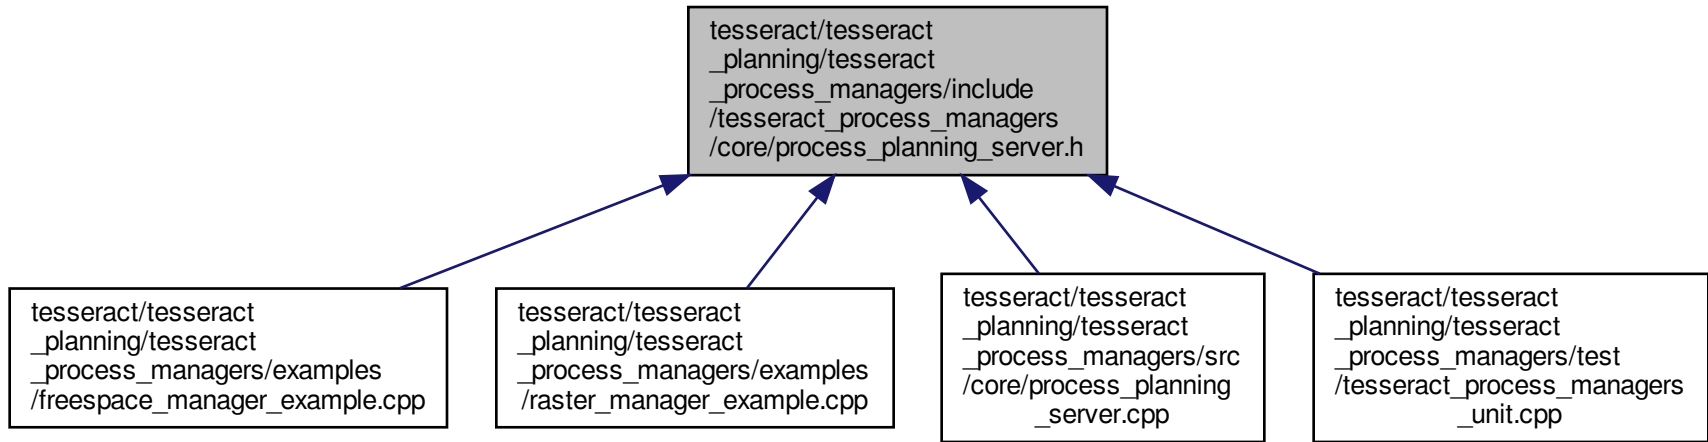 tesseract/tesseract
_planning/tesseract
_process_managers/include
/tesseract_process_managers
/core/process_planning_server.h
tesseract/tesseract
_planning/tesseract
_process_managers/examples
/freespace_manager_example.cpp
tesseract/tesseract
_planning/tesseract
_process_managers/examples
/raster_manager_example.cpp
tesseract/tesseract
_planning/tesseract
_process_managers/src
/core/process_planning
_server.cpp
tesseract/tesseract
_planning/tesseract
_process_managers/test
/tesseract_process_managers
_unit.cpp